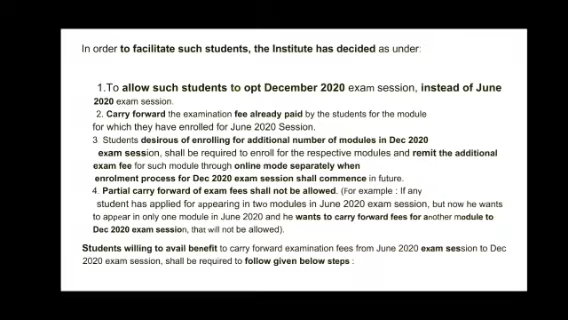 In order to facilitate such students, the Institute has decided as under:
1.To allow such students to opt December 2020 exam session, instead of June
2020 exam session.
2. Carry forward the examination fee already paid by the students for the module
for which they have enrolled for June 2020 Session.
3 Students desirous of enrolling for additional number of modules in Dec 2020
exam session, shall be required to enroll for the respective modules and remit the additional
exam fee for such module through online mode separately when
enrolment process for Dec 2020 exam session shall commence in future.
4. Partial carry forward of exam fees shall not be allowed. (For example : If any
student has applied for appearing in two modules in June 2020 exam session, but now he wants
to appear in only one module in June 2020 and he wants to carry forward fees for another module to
Dec 2020 exam session, that will not be allowed).
Students willing to avail benefit to carry forward examination fees from June 2020 exam session to Dec
2020 exam session, shall be required to follow given below steps :